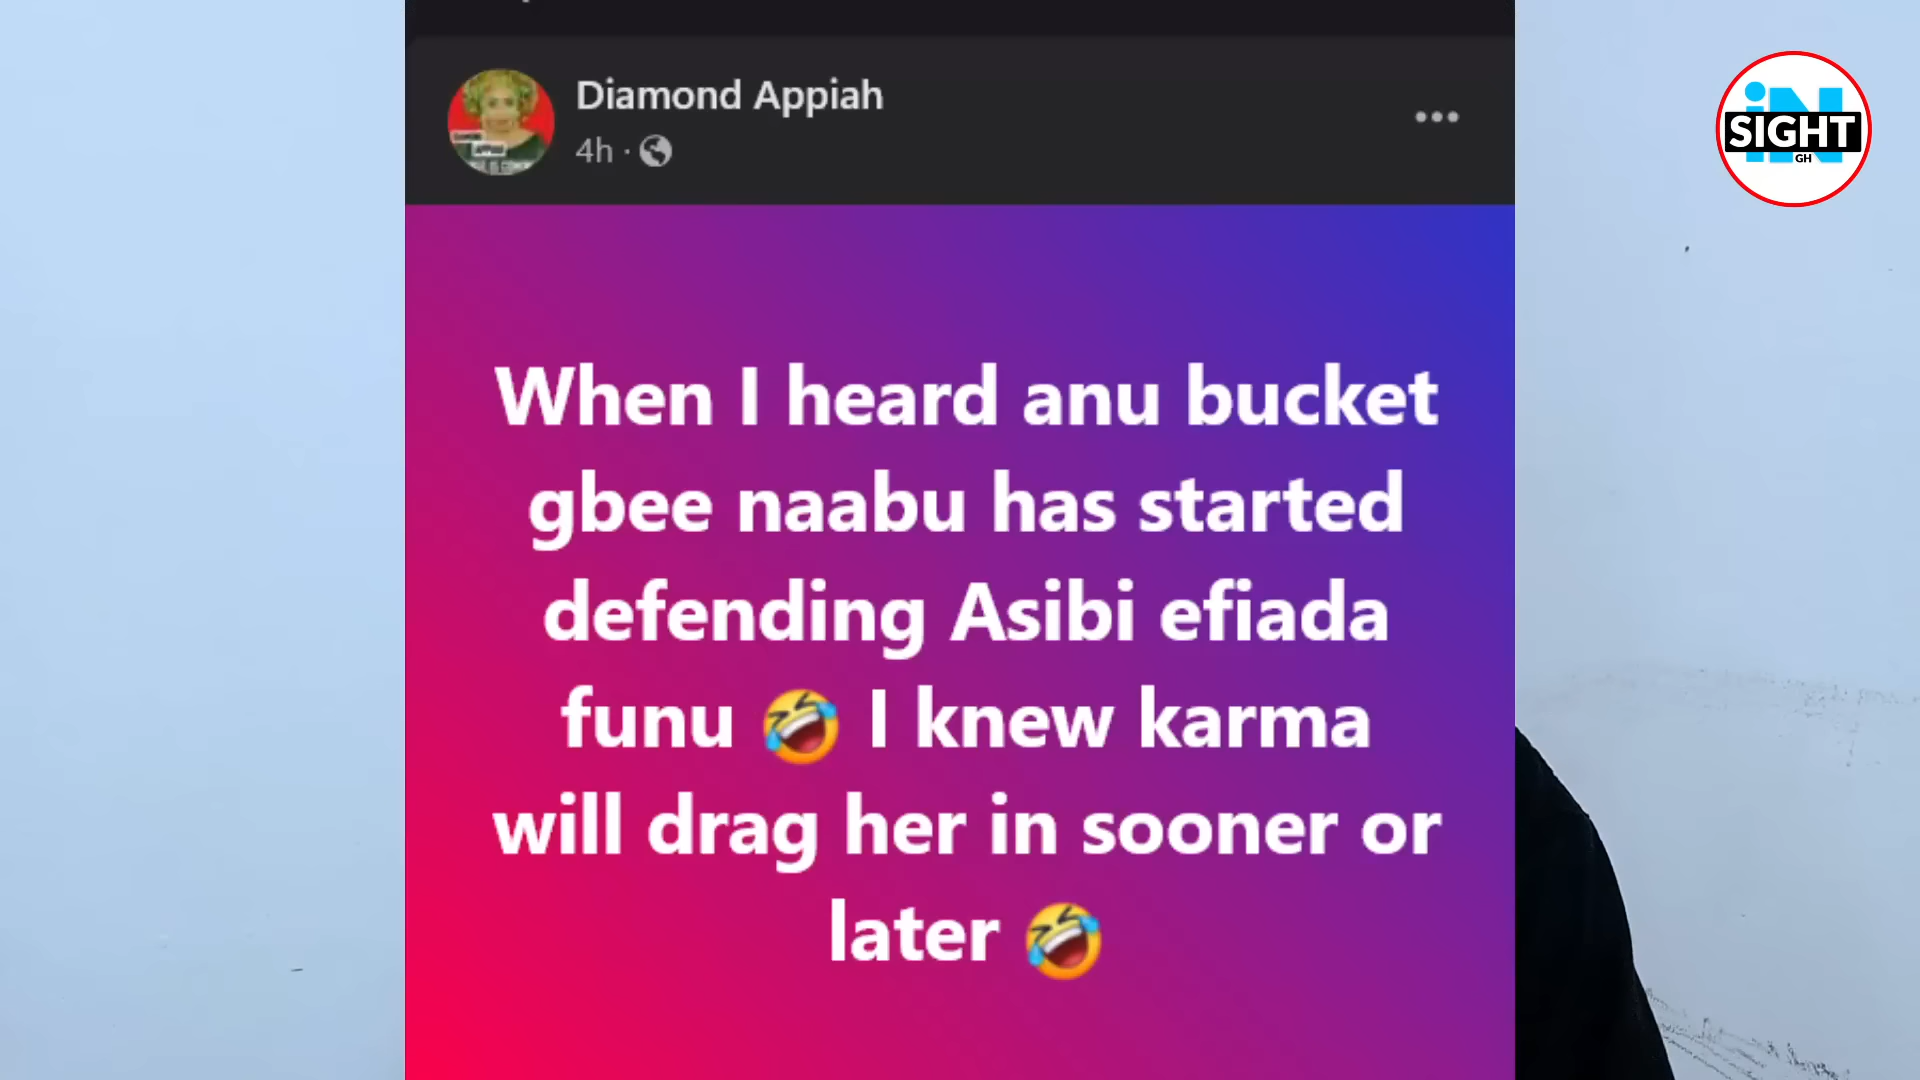 Diamond Appiah
4h ·
iN
SIGHT
GH
When I heard anu bucket
gbee naabu has started
defending Asibi efiada
funu 🤣 I knew karma
will drag her in sooner or
later 🤣